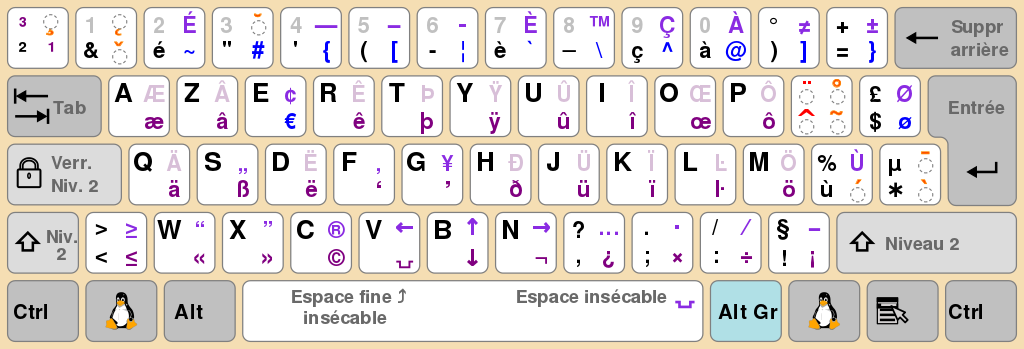 3 ¸ 1 ˛ 2 É 3 ˘ 4 — 5 – 6 - 7 È 8 ™ 9 Ç 0 À ° ≠ + ± Suppr
2 1 & ˇ é ~ " # ' { ( [ - ¦ è ` _ \ ç ^ à @ ) ] = } arrière
Tab A Æ Z Â E ¢ R Ê T Þ Y Ÿ U Û I Î O Œ P Ô ¨ ˚ £ Ø Entrée
æ â € ê þ ÿ û î œ ô ^ ~ $ ø
Verr. Q Ä S „ D Ë F ‚ G ¥ H Ð J Ü K Ï L Ŀ M Ö % Ù µ ¯
Niv. 2 ä ß ë ‘ ’ ð ü ï ŀ ö ù ´ * `
Niv. > ≥ W “ X ” C ® V ← B ↑ N → ? … . · / ⁄ § – Niveau 2
2 < ≤ « » © ↓ ¬ , ¿ ; × : ÷ ! ¡
Ctrl Alt Espace fine ⤴ Espace insécable Alt Gr Ctrl
insécable